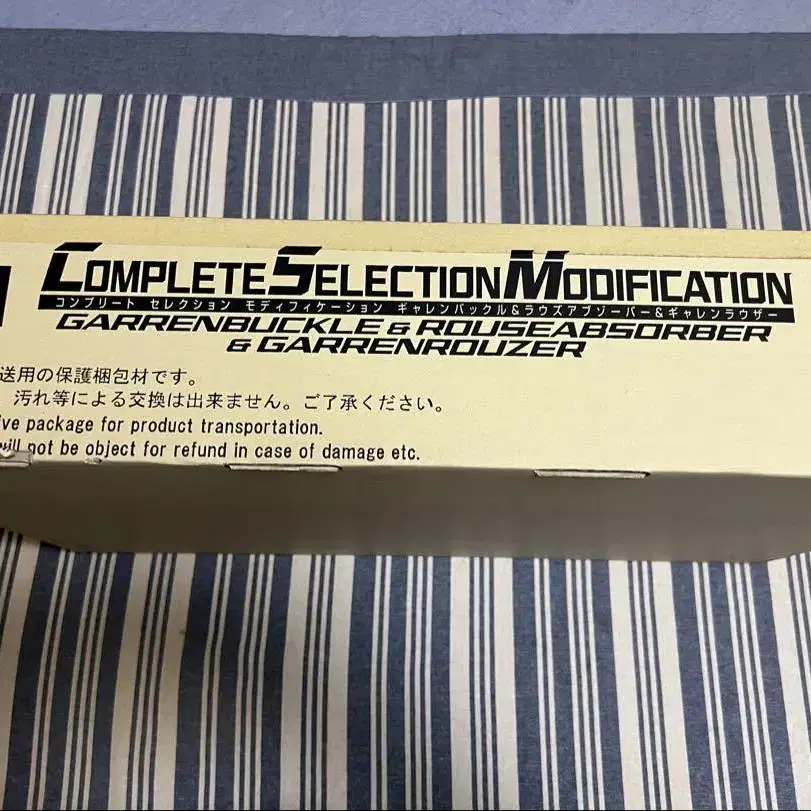 COMPLETE SELECTION MODIFICATION
コンプリート セレクション モディフィケーション ギャレンバックル&ラウズアブゾーバー&ギャレンラウザー
GARRENBUCKLE & ROUSEABSORBER
& GARRENROUZER
送用の保護梱包材です。
汚れ等による交換は出来ません。ご了承ください。
ive package for product transportation.
will not be object for refund in case of damage etc.